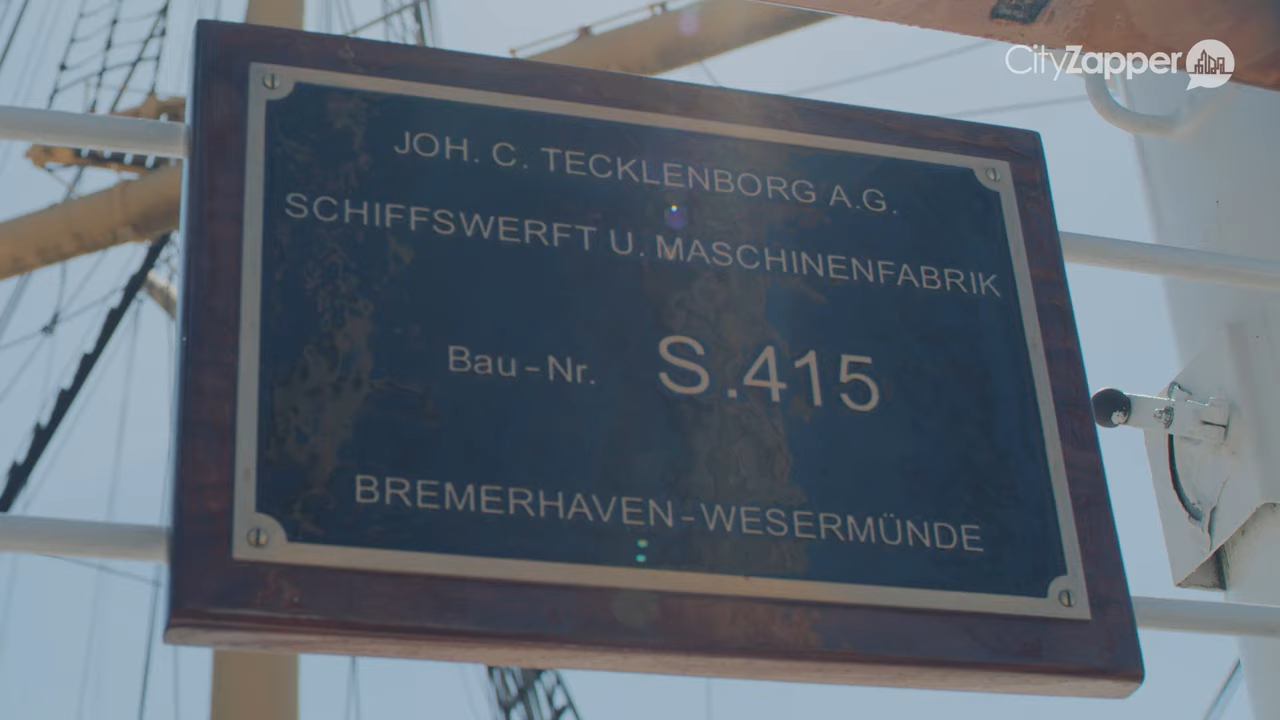 CityZapper
JOH. C. TECKLENBORG A.G.
SCHIFFSWERFT U. MASCHINENFABRIK
Bau-Nr. S.415
BREMERHAVEN-WESERMÜNDE